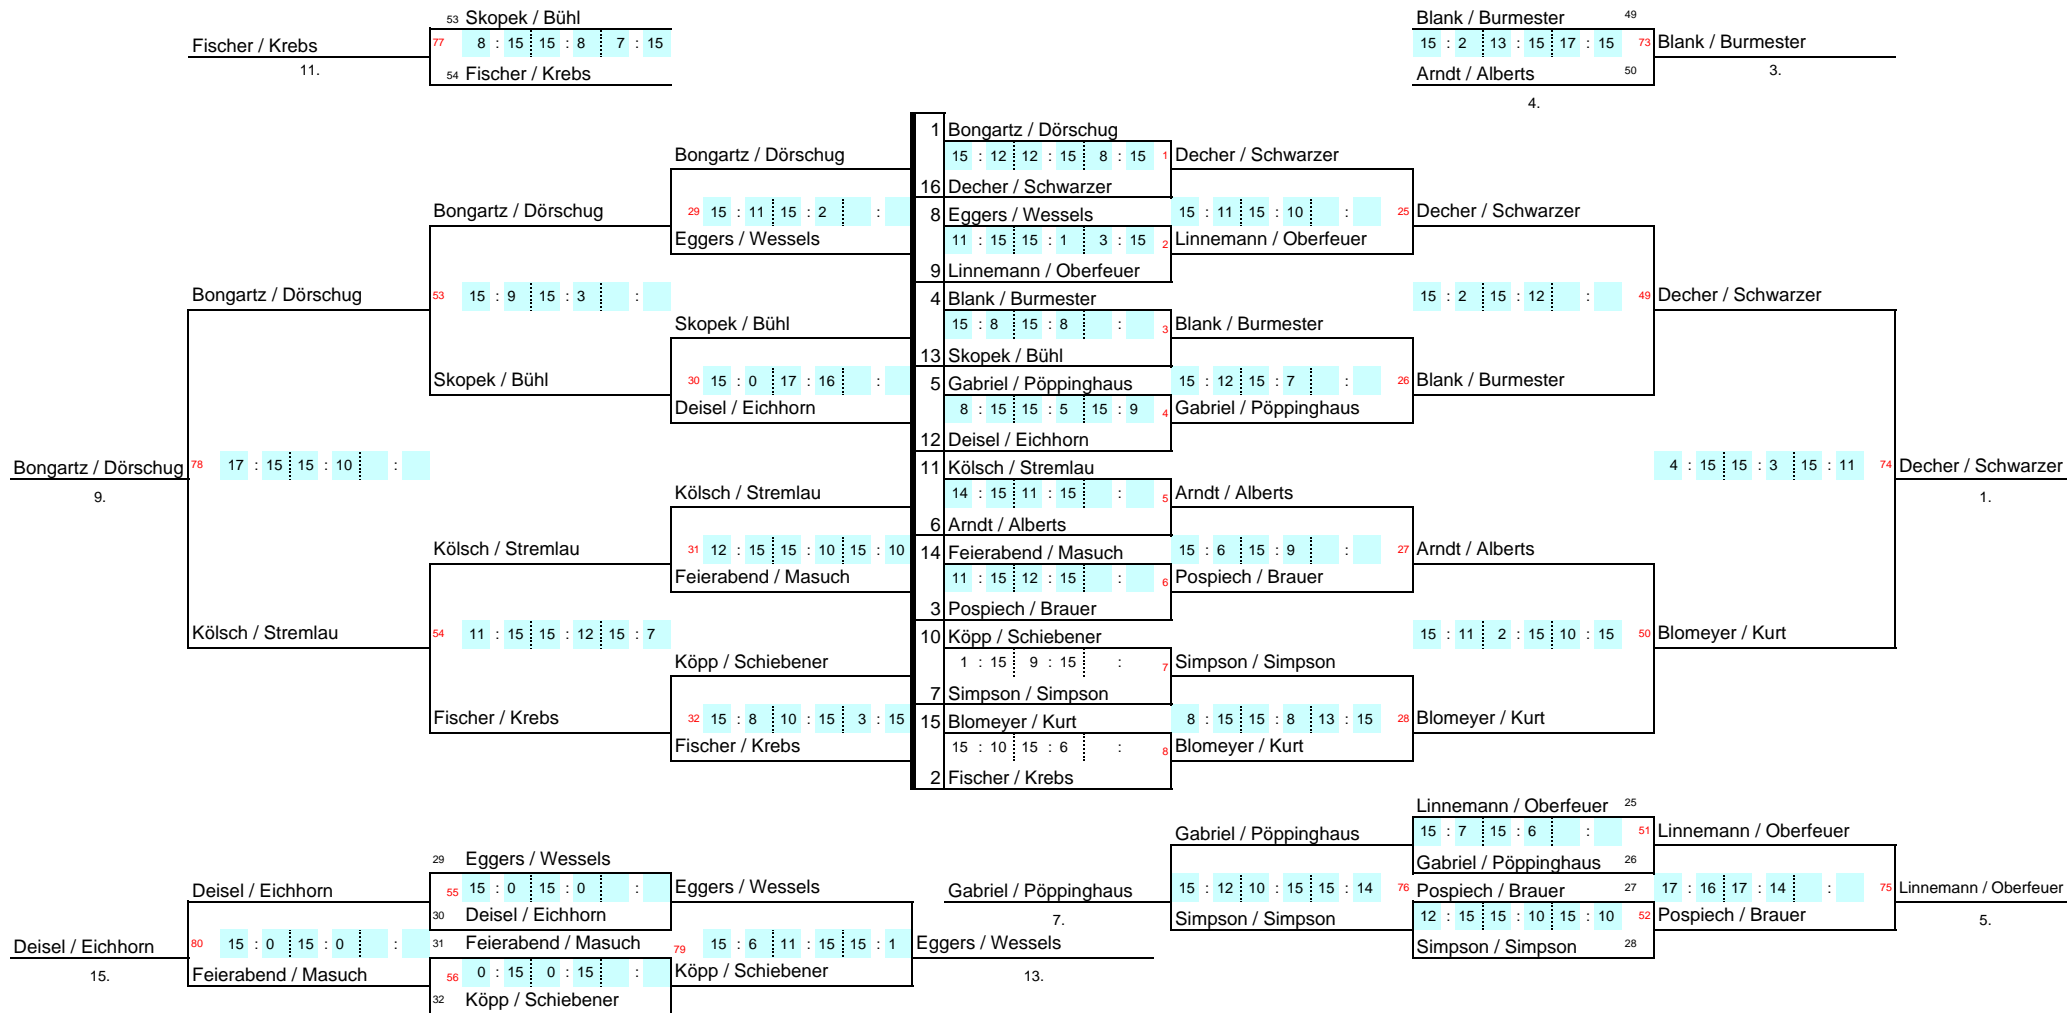 53 Skopek / Bühl
Blank / Burmester 49
Fischer / Krebs 77 8 : 15 15 : 8 7 : 15
15 : 2 13 : 15 17 : 15 73 Blank / Burmester
11. 54 Fischer / Krebs
Arndt / Alberts 50 3.
4.
1 Bongartz / Dörschug
Bongartz / Dörschug 15 : 12 12 : 15 8 : 15 1 Decher / Schwarzer
16 Decher / Schwarzer
Bongartz / Dörschug 29 15 : 11 15 : 2 : 8 Eggers / Wessels 15 : 11 15 : 10 : 25 Decher / Schwarzer
Eggers / Wessels 11 : 15 15 : 1 3 : 15 2 Linnemann / Oberfeuer
9 Linnemann / Oberfeuer
Bongartz / Dörschug 53 15 : 9 15 : 3 : 4 Blank / Burmester 15 : 2 15 : 12 : 49 Decher / Schwarzer
Skopek / Bühl 15 : 8 15 : 8 : 3 Blank / Burmester
13 Skopek / Bühl
Skopek / Bühl 30 15 : 0 17 : 16 : 5 Gabriel / Pöppinghaus 15 : 12 15 : 7 : 26 Blank / Burmester
Deisel / Eichhorn 8 : 15 15 : 5 15 : 9 4 Gabriel / Pöppinghaus
12 Deisel / Eichhorn
Bongartz / Dörschug 78 17 : 15 15 : 10 : 11 Kölsch / Stremlau 4 : 15 15 : 3 15 : 11 74 Decher / Schwarzer
9. Kölsch / Stremlau 14 : 15 11 : 15 : 5 Arndt / Alberts 1.
6 Arndt / Alberts
Kölsch / Stremlau 31 12 : 15 15 : 10 15 : 10 14 Feierabend / Masuch 15 : 6 15 : 9 : 27 Arndt / Alberts
Feierabend / Masuch 11 : 15 12 : 15 : 6 Pospiech / Brauer
3 Pospiech / Brauer
Kölsch / Stremlau 54 11 : 15 15 : 12 15 : 7 10 Köpp / Schiebener 15 : 11 2 : 15 10 : 15 50 Blomeyer / Kurt
Köpp / Schiebener 1 : 15 9 : 15 : 7 Simpson / Simpson
7 Simpson / Simpson
Fischer / Krebs 32 15 : 8 10 : 15 3 : 15 15 Blomeyer / Kurt 8 : 15 15 : 8 13 : 15 28 Blomeyer / Kurt
Fischer / Krebs 15 : 10 15 : 6 : 8 Blomeyer / Kurt
2 Fischer / Krebs
Linnemann / Oberfeuer 25
Gabriel / Pöppinghaus 15 : 7 15 : 6 : 51 Linnemann / Oberfeuer
29 Eggers / Wessels
Gabriel / Pöppinghaus 26
Deisel / Eichhorn 55 15 : 0 15 : 0 : Eggers / Wessels
Gabriel / Pöppinghaus 15 : 12 10 : 15 15 : 14 76 Pospiech / Brauer 27 17 : 16 17 : 14 : 75 Linnemann / Oberfeuer
30 Deisel / Eichhorn
7. Simpson / Simpson 12 : 15 15 : 10 15 : 10 52 Pospiech / Brauer 5.
Deisel / Eichhorn 80 15 : 0 15 : 0 : 31 Feierabend / Masuch 79 15 : 6 11 : 15 15 : 1 Eggers / Wessels
Simpson / Simpson 28
15. Feierabend / Masuch 56 0 : 15 0 : 15 : Köpp / Schiebener 13.
32 Köpp / Schiebener